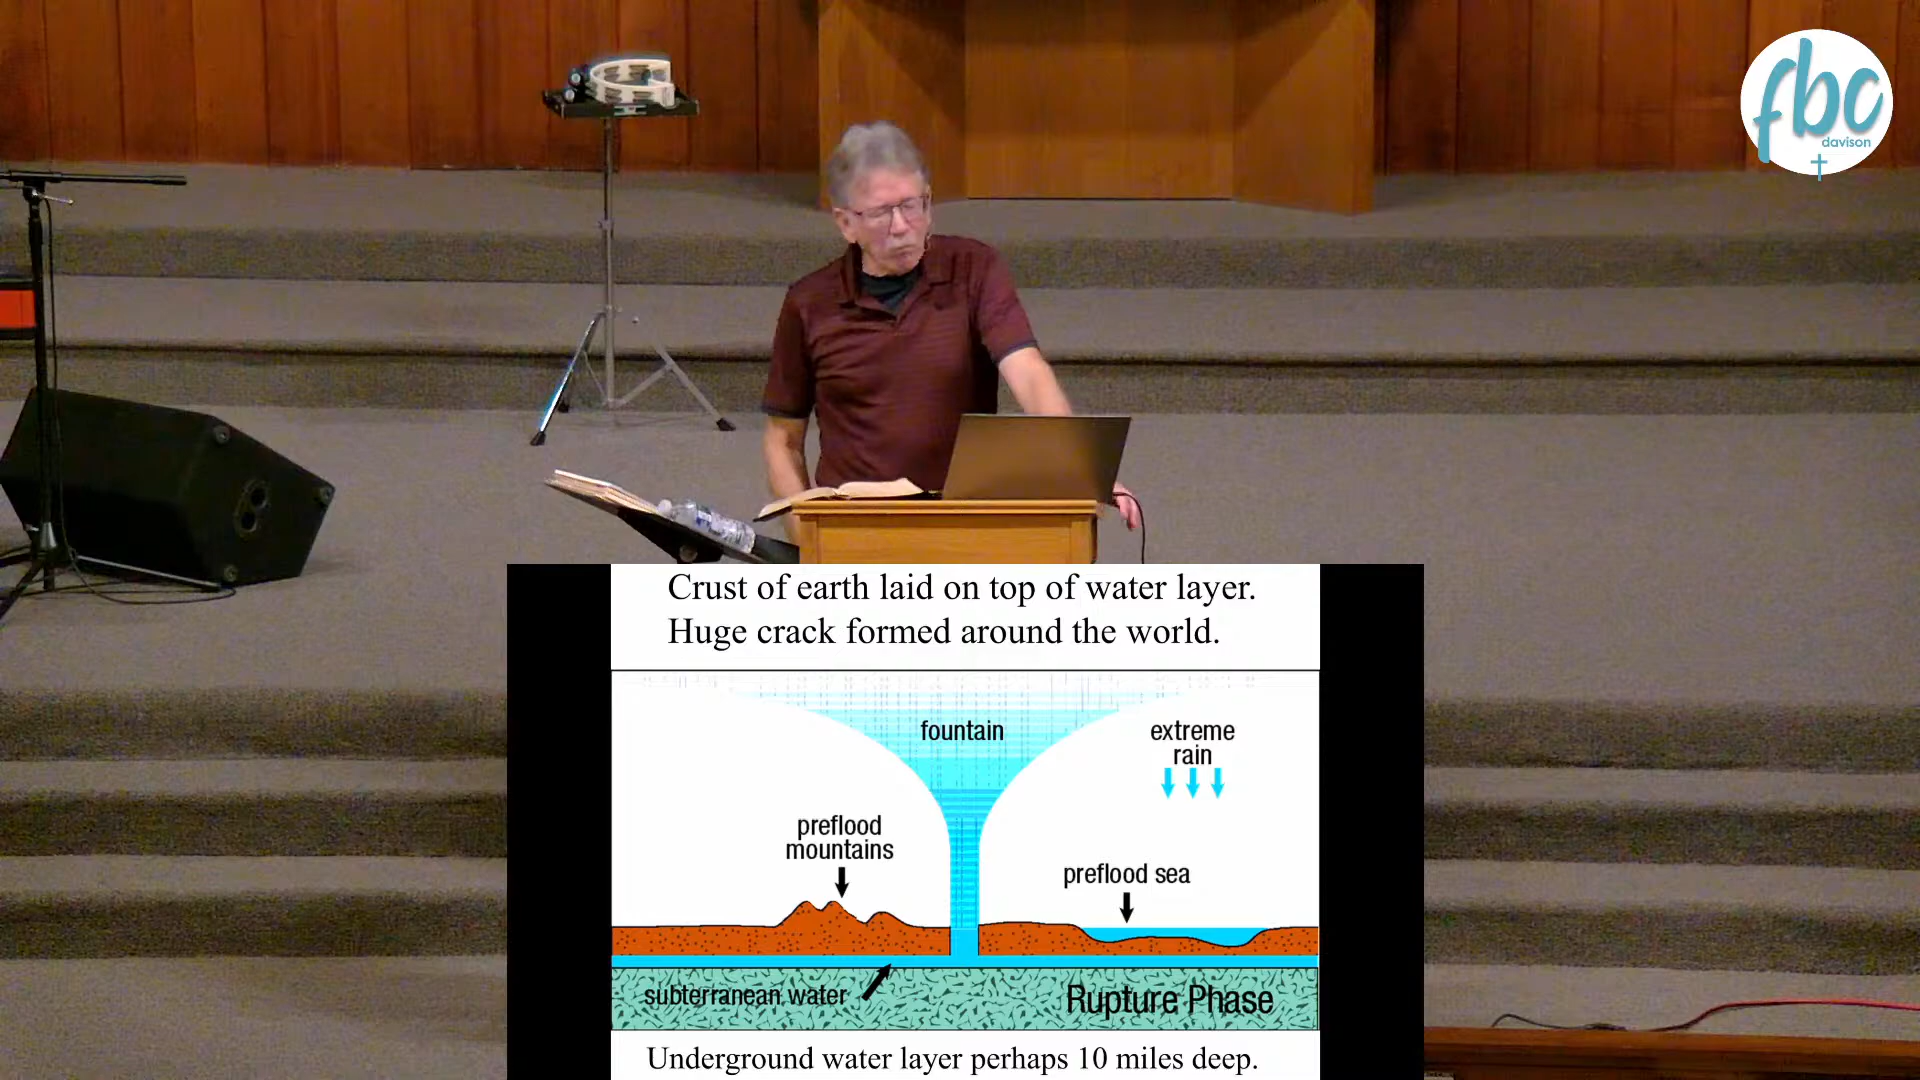 fbc
davison
Crust of earth laid on top of water layer.
Huge crack formed around the world.
fountain
extreme
rain
preflood
mountains
preflood sea
subterranean water
Rupture Phase
Underground water layer perhaps 10 miles deep.